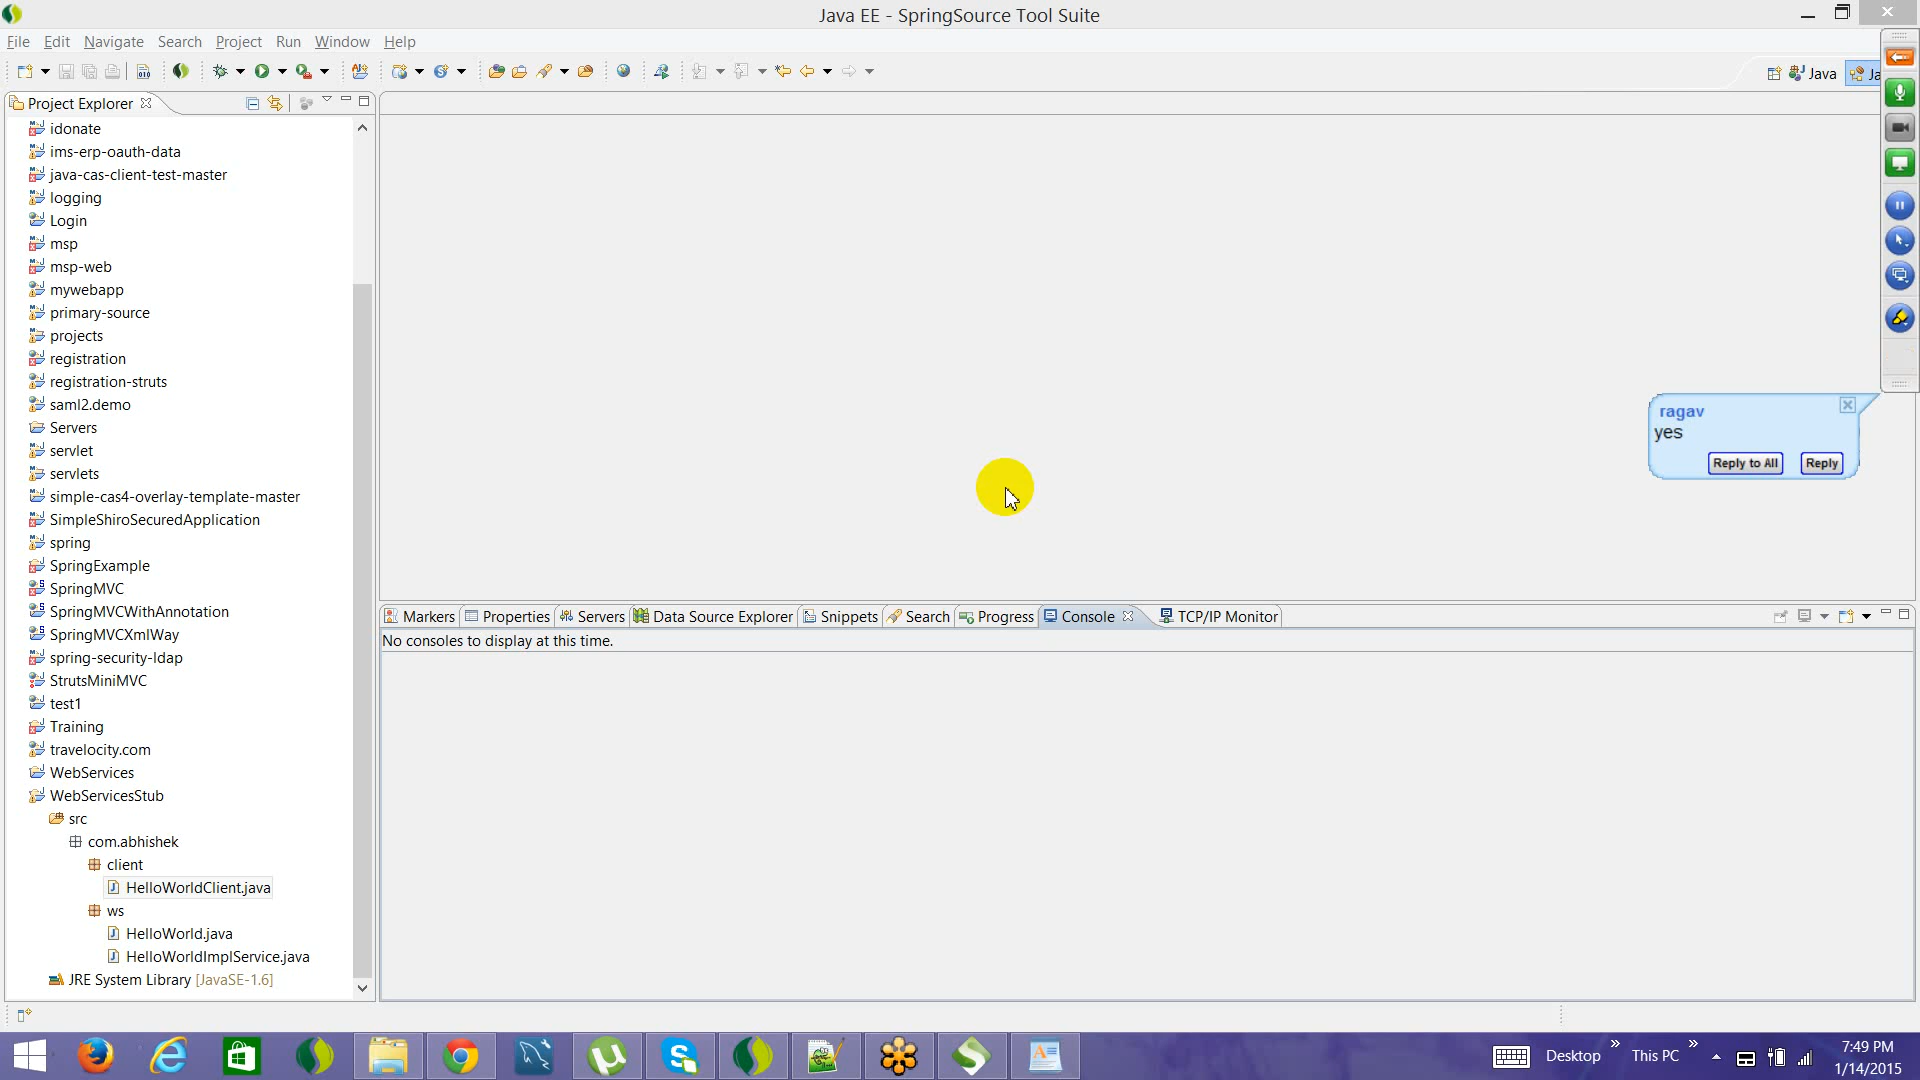 Java EE - SpringSource Tool Suite
File Edit Navigate Search Project Run Window Help
Java
Project Explorer
idonate
ims-erp-oauth-data
java-cas-client-test-master
logging
Login
msp
msp-web
mywebapp
primary-source
projects
registration
registration-struts
saml2.demo
Servers
servlet
servlets
simple-cas4-overlay-template-master
SimpleShiroSecuredApplication
spring
SpringExample
SpringMVC
SpringMVCWithAnnotation
SpringMVCXmlWay
spring-security-ldap
StrutsMiniMVC
test1
Training
travelocity.com
WebServices
WebServicesStub
src
com.abhishek
client
HelloWorldClient.java
ws
HelloWorld.java
HelloWorldImplService.java
JRE System Library [JavaSE-1.6]
ragav
yes
Reply to All Reply
Markers Properties Servers Data Source Explorer Snippets Search Progress Console TCP/IP Monitor
No consoles to display at this time.
Desktop This PC
7:49 PM
1/14/2015